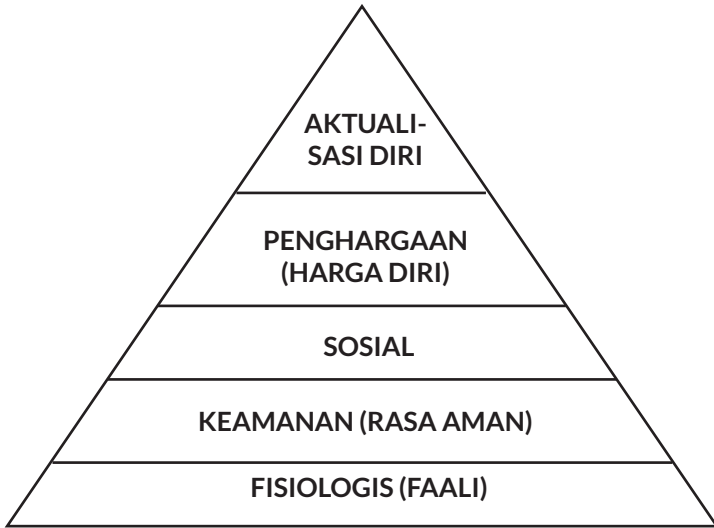 AKTUALI-
SASI DIRI
PENGHARGAAN
(HARGA DIRI)
SOSIAL
KEAMANAN (RASA AMAN)
FISIOLOGIS (FAALI)